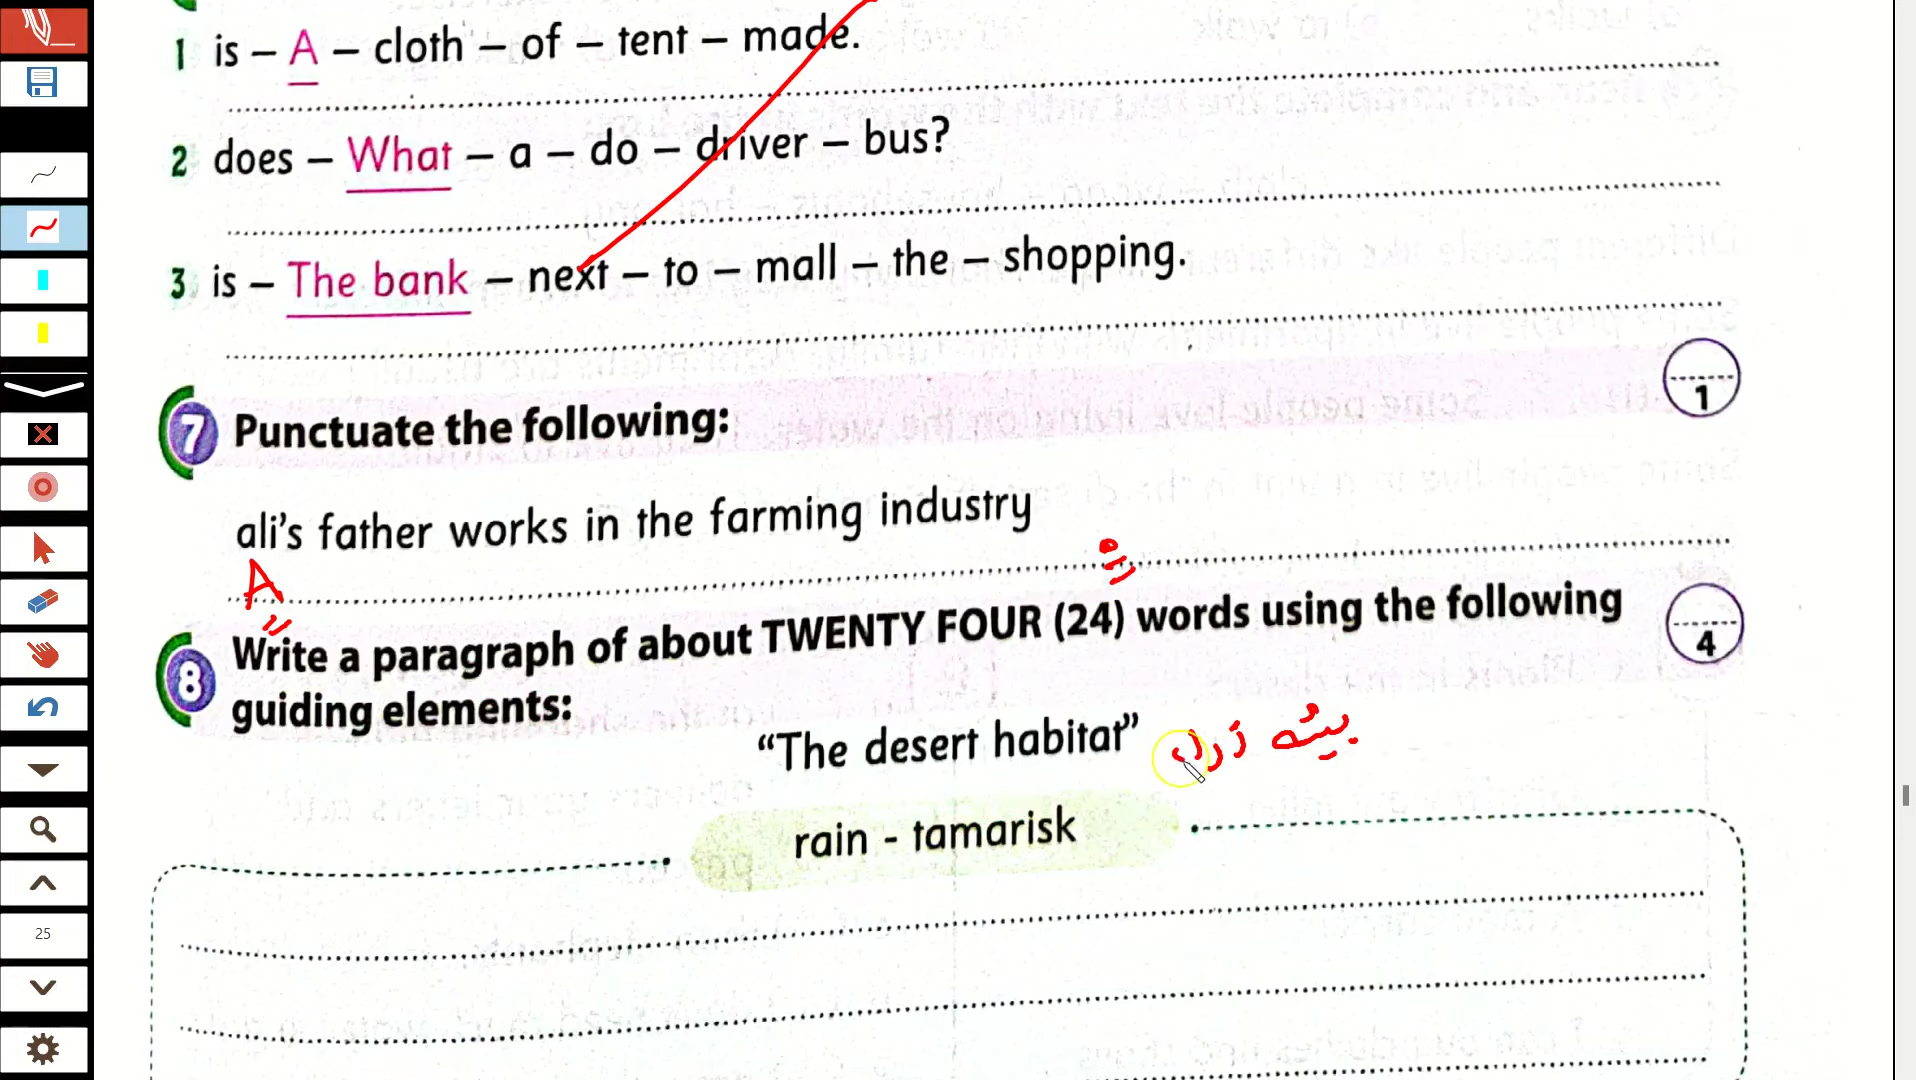 1 is – A – cloth – of – tent – made.
2 does – What – a – do – driver – bus?
3 is – The bank – next – to – mall – the – shopping.
1
7 Punctuate the following:
ali's father works in the farming industry
A
8 Write a paragraph of about TWENTY FOUR (24) words using the following
4
guiding elements:
“The desert habitat” بيئه
rain - tamarisk
25